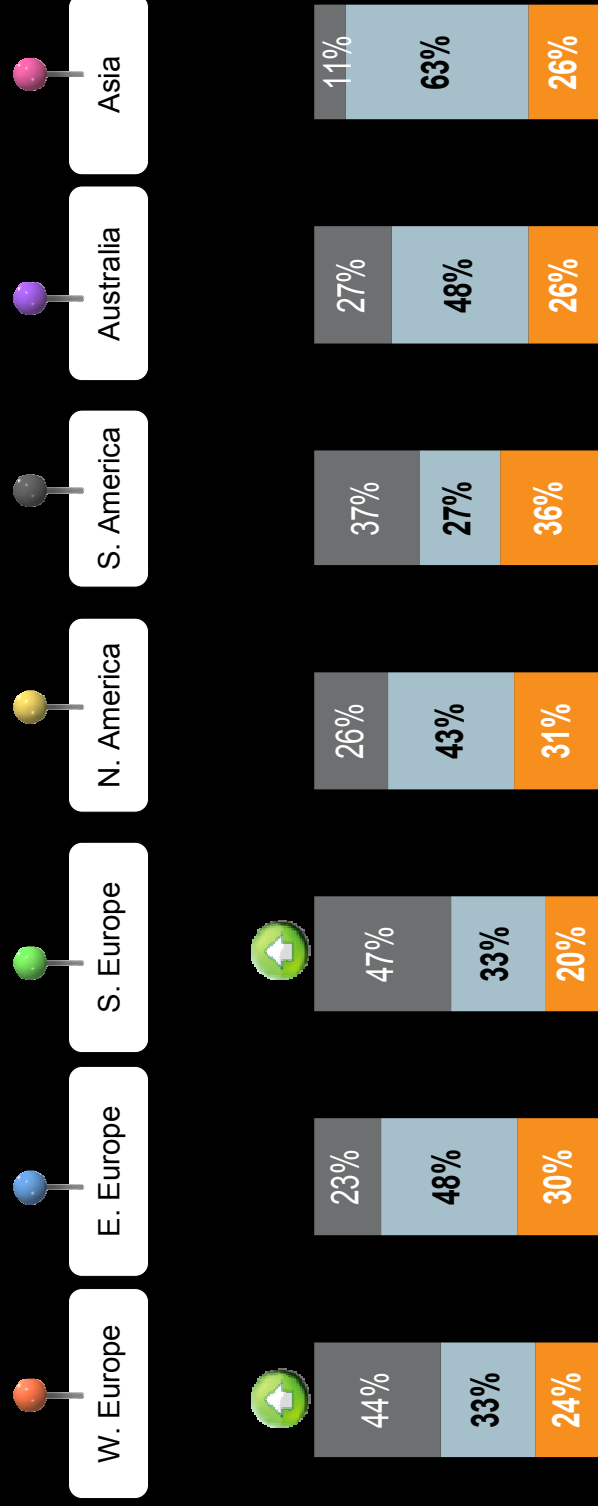 W. Europe E. Europe S. Europe N. America S. America Australia Asia
44% 23% 47% 26% 37% 27% 11%
33% 48% 33% 43% 27% 48% 63%
24% 30% 20% 31% 36% 26% 26%